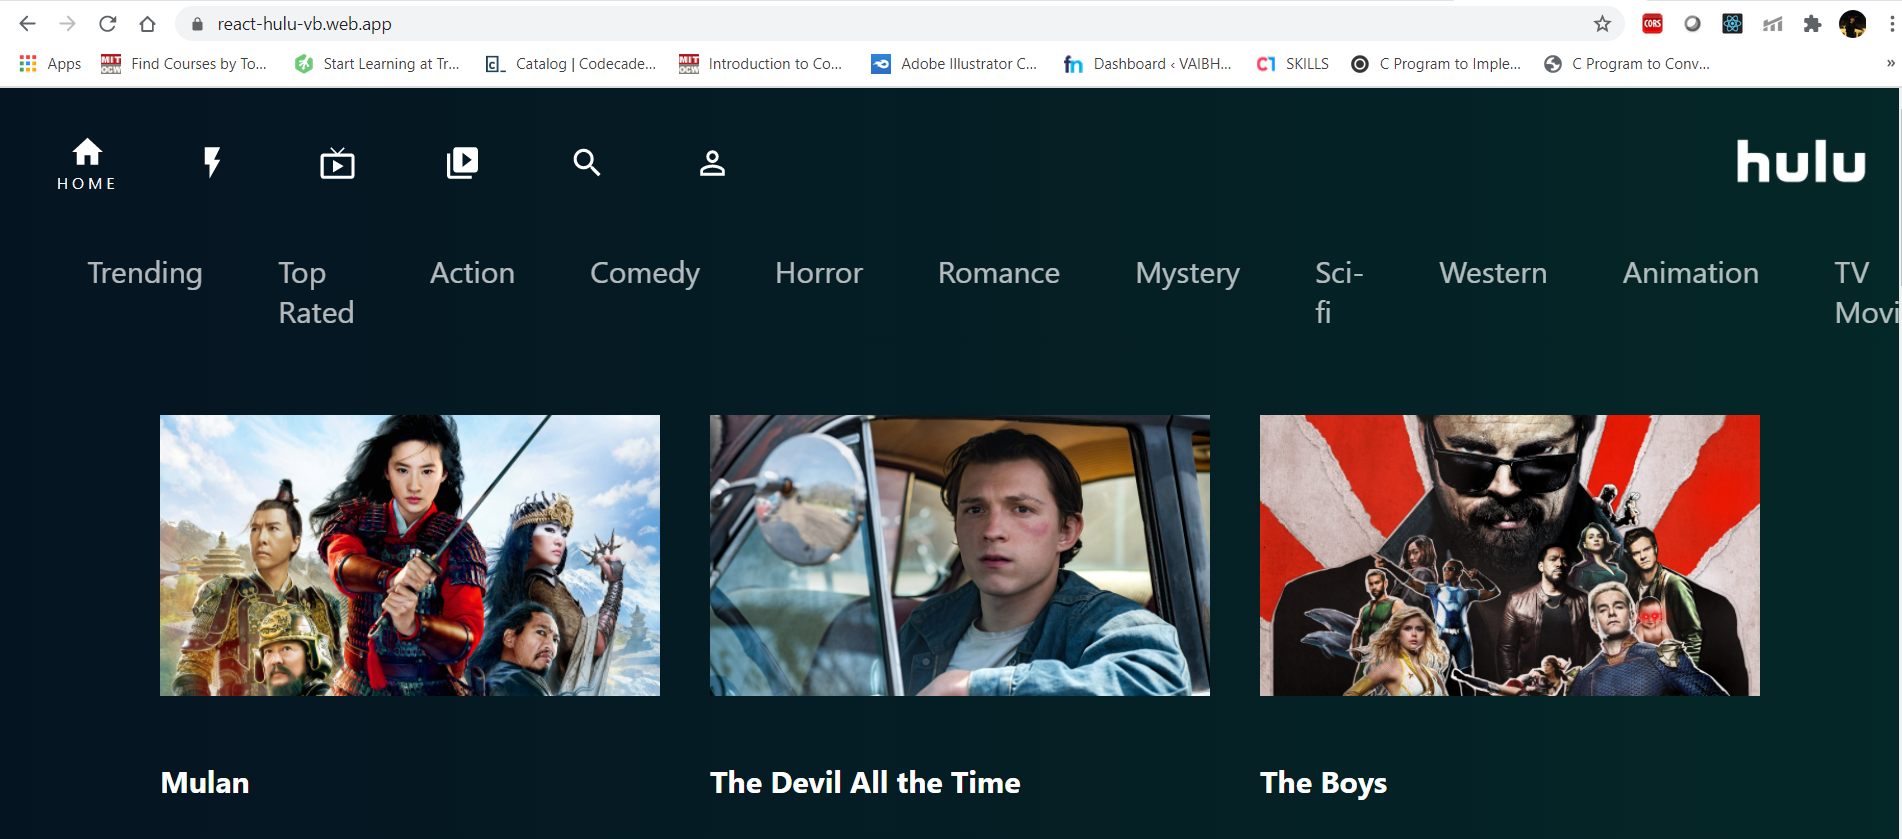 react-hulu-vb.web.app
Apps Find Courses by To... Start Learning at Tr... Catalog | Codecade... Introduction to Co... Adobe Illustrator C... Dashboard ‹ VAIBH... SKILLS C Program to Imple... C Program to Conv... »
HOME
hulu
Trending Top Action Comedy Horror Romance Mystery Sci- Western Animation TV
Rated fi Movi
Mulan The Devil All the Time The Boys